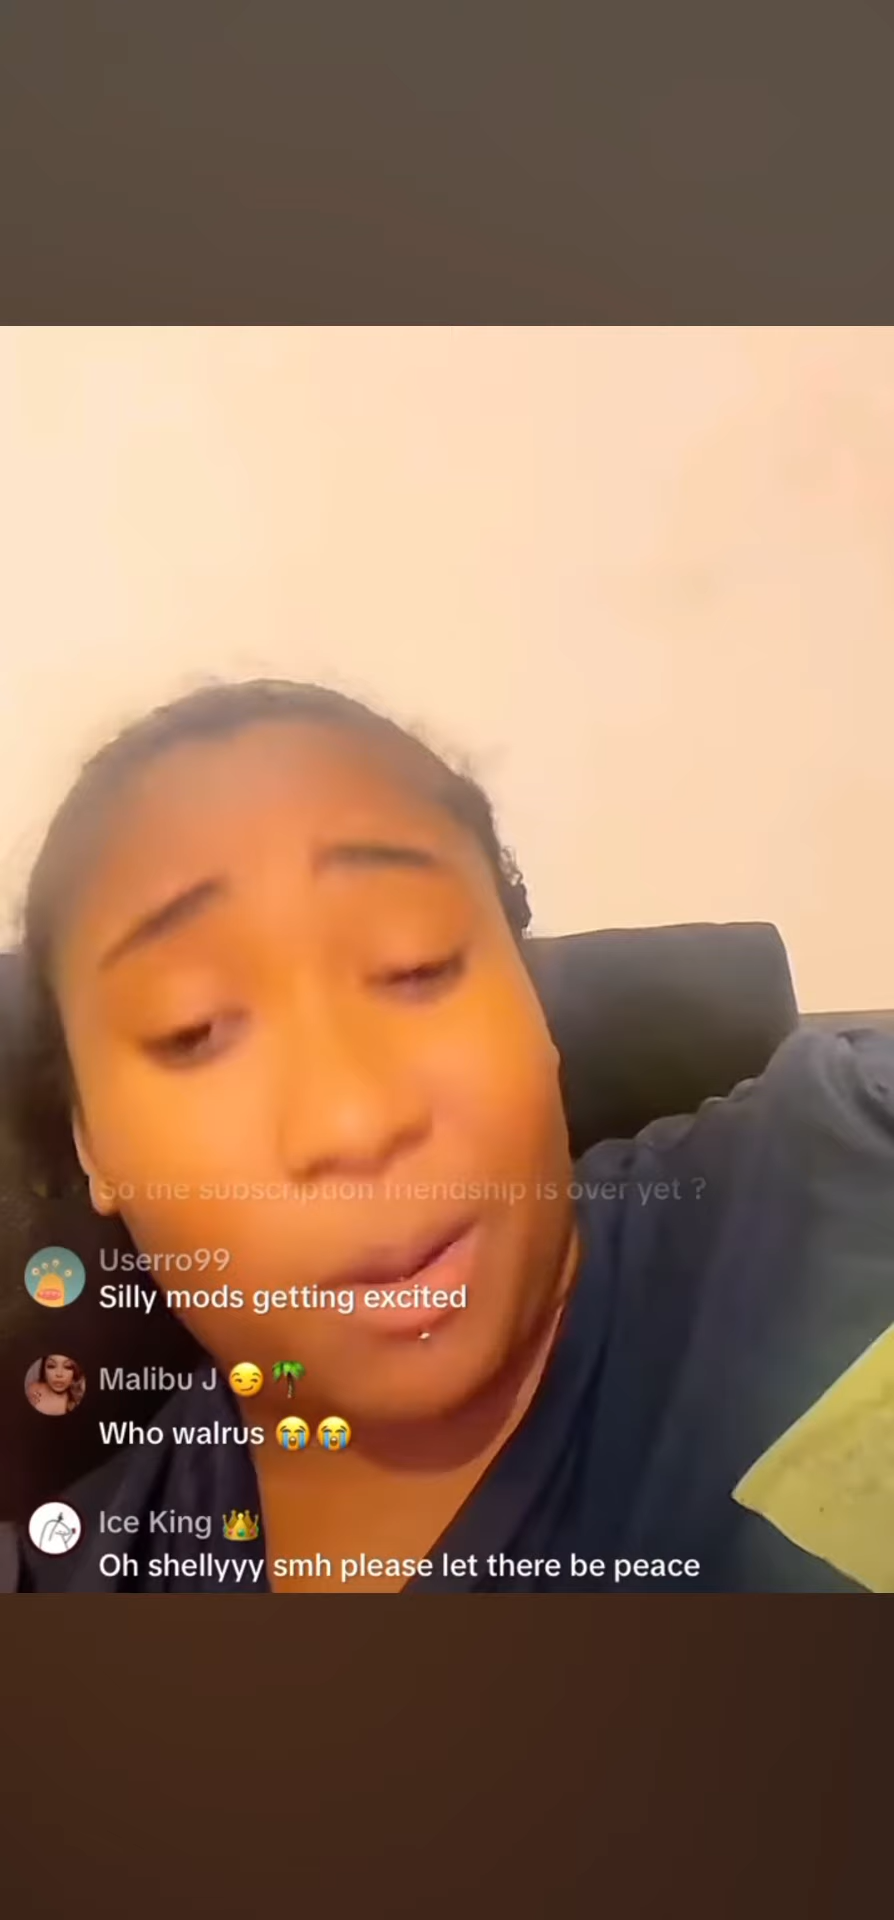 So the subscription friendship is over yet ?
Userro99
Silly mods getting excited
Malibu J 😏🌴
Who walrus 😭😭
Ice King 👑
Oh shellyyy smh please let there be peace